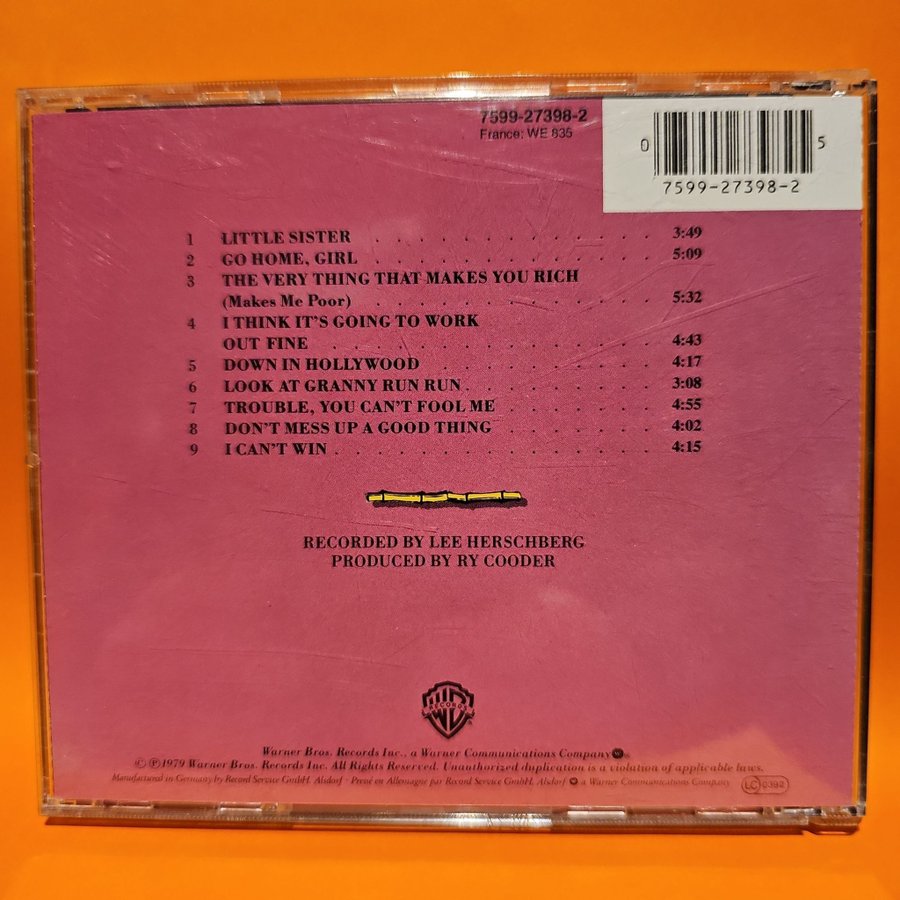 7599-27398-2
France: WE 835
0 5
7599-27398-2
1 LITTLE SISTER . . . . . . . . . . . . . . . 3:49
2 GO HOME, GIRL . . . . . . . . . . . . . . . 5:09
3 THE VERY THING THAT MAKES YOU RICH
(Makes Me Poor) . . . . . . . . . . . . . . . 5:32
4 I THINK IT'S GOING TO WORK
OUT FINE . . . . . . . . . . . . . . . . . 4:43
5 DOWN IN HOLLYWOOD . . . . . . . . . . . 4:17
6 LOOK AT GRANNY RUN RUN . . . . . . . . . 3:08
7 TROUBLE, YOU CAN'T FOOL ME . . . . . . . 4:55
8 DON'T MESS UP A GOOD THING . . . . . . . 4:02
9 I CAN'T WIN . . . . . . . . . . . . . . . . 4:15
RECORDED BY LEE HERSCHBERG
PRODUCED BY RY COODER
WB
RECORDS
Warner Bros. Records Inc., a Warner Communications Company
© ℗ 1979 Warner Bros. Records Inc. All Rights Reserved. Unauthorized duplication is a violation of applicable laws.
Manufactured in Germany by Record Service GmbH, Alsdorf · Pressé en Allemagne par Record Service GmbH, Alsdorf a Warner Communications Company LC 0392